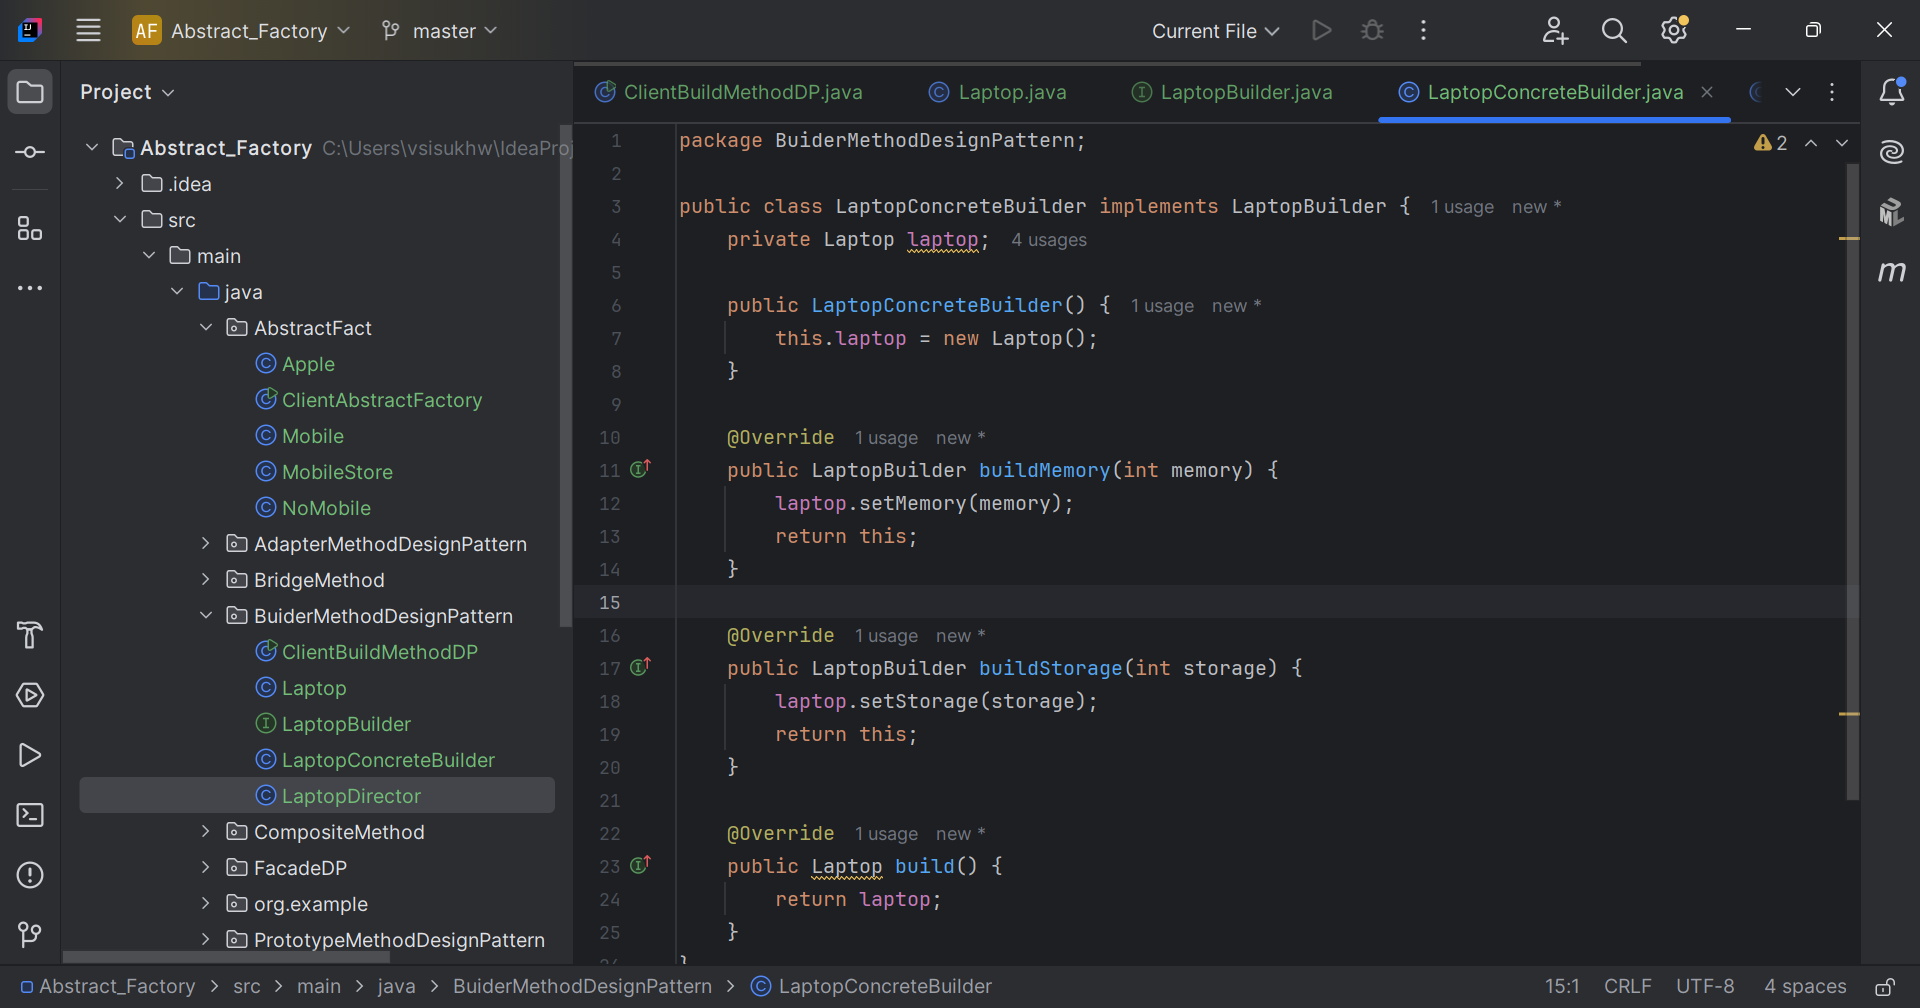 AF Abstract_Factory master Current File
Project
Abstract_Factory C:\Users\vsisukhw\IdeaProj
.idea
src
main
java
AbstractFact
Apple
ClientAbstractFactory
Mobile
MobileStore
NoMobile
AdapterMethodDesignPattern
BridgeMethod
BuiderMethodDesignPattern
ClientBuildMethodDP
Laptop
LaptopBuilder
LaptopConcreteBuilder
LaptopDirector
CompositeMethod
FacadeDP
org.example
PrototypeMethodDesignPattern
ClientBuildMethodDP.java Laptop.java LaptopBuilder.java LaptopConcreteBuilder.java
1 package BuiderMethodDesignPattern; 2
2
3 public class LaptopConcreteBuilder implements LaptopBuilder { 1 usage new *
4 private Laptop laptop; 4 usages
5
6 public LaptopConcreteBuilder() { 1 usage new *
7 this.laptop = new Laptop();
8 }
9
10 @Override 1 usage new *
11 public LaptopBuilder buildMemory(int memory) {
12 laptop.setMemory(memory);
13 return this;
14 }
15
16 @Override 1 usage new *
17 public LaptopBuilder buildStorage(int storage) {
18 laptop.setStorage(storage);
19 return this;
20 }
21
22 @Override 1 usage new *
23 public Laptop build() {
24 return laptop;
25 }
26 }
Abstract_Factory > src > main > java > BuiderMethodDesignPattern > LaptopConcreteBuilder 15:1 CRLF UTF-8 4 spaces